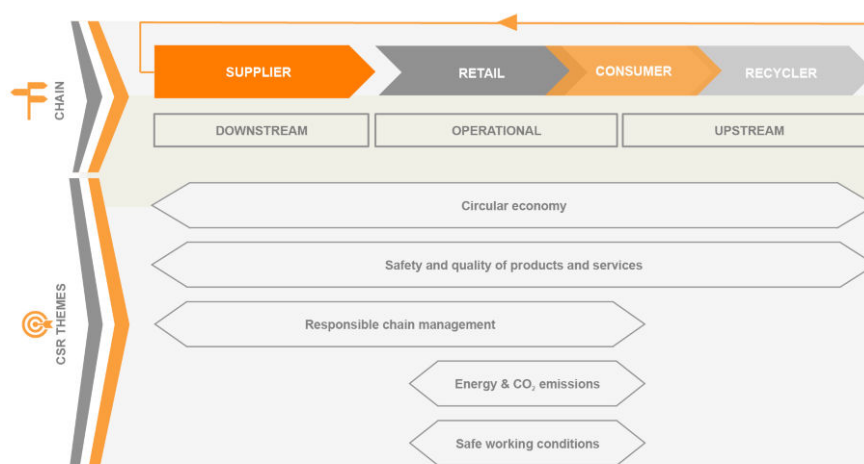 CHAIN
SUPPLIER
RETAIL
CONSUMER
RECYCLER
DOWNSTREAM
OPERATIONAL
UPSTREAM
CSR THEMES
Circular economy
Safety and quality of products and services
Responsible chain management
Energy & CO₂ emissions
Safe working conditions